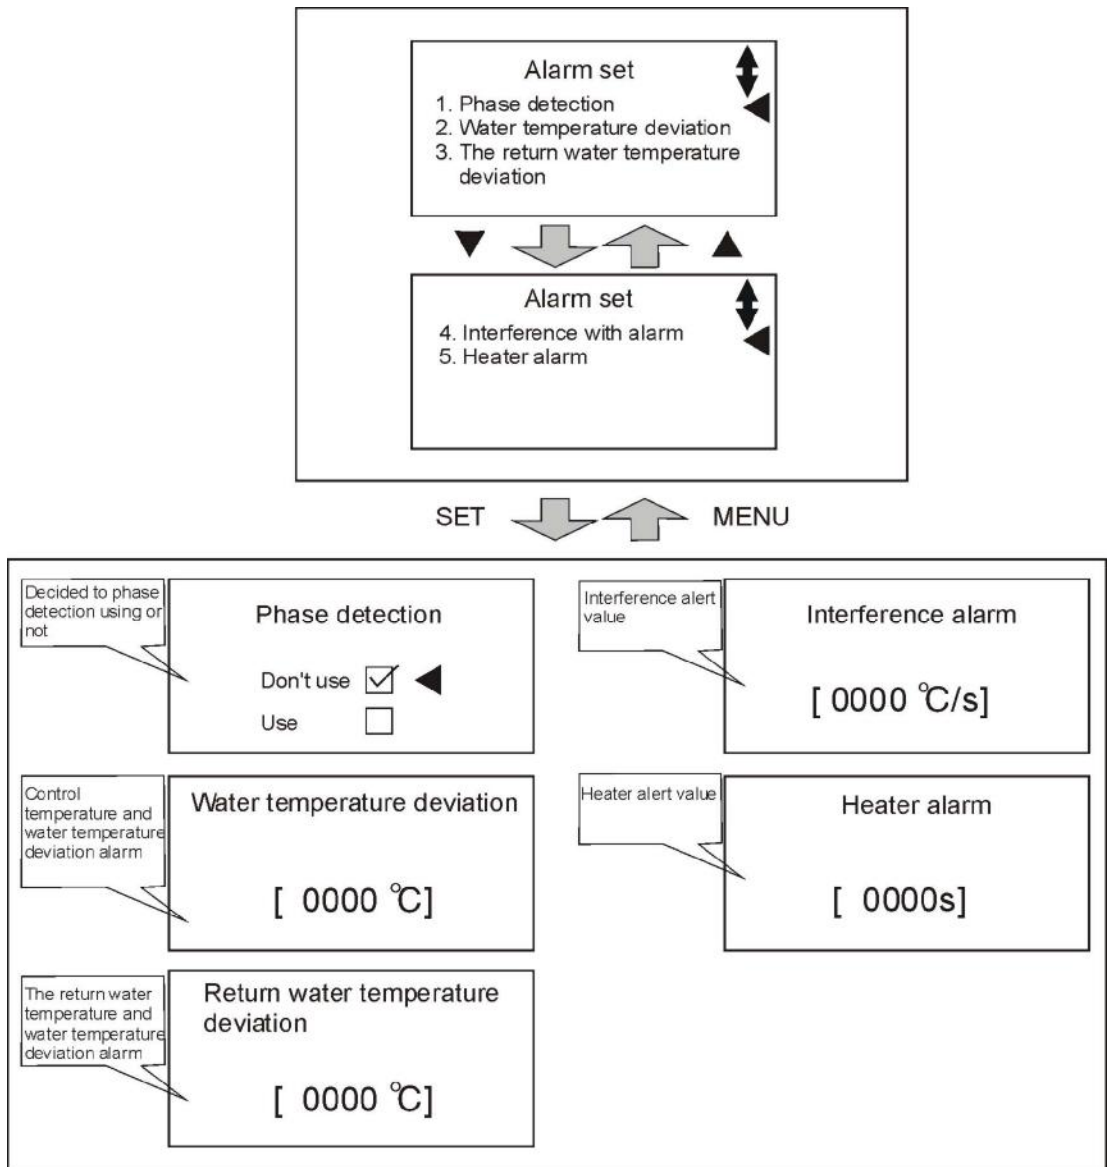 Alarm set
1. Phase detection
2. Water temperature deviation
3. The return water temperature
deviation
Alarm set
4. Interference with alarm
5. Heater alarm
SET
MENU
Decided to phase
detection using or
not
Phase detection
Don't use
Use
Interference alert
value
Interference alarm
[ 0000 ℃/s]
Control
temperature and
water temperature
deviation alarm
Water temperature deviation
[ 0000 ℃]
Heater alert value
Heater alarm
[ 0000s]
The return water
temperature and
water temperature
deviation alarm
Return water temperature
deviation
[ 0000 ℃]